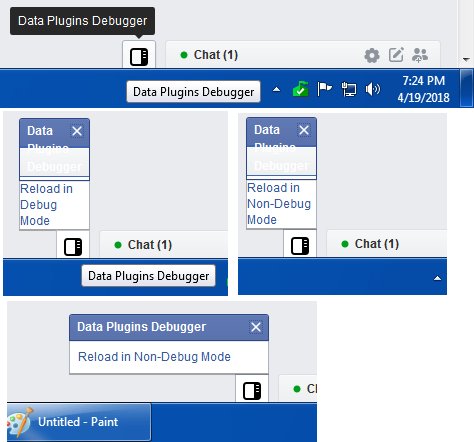 Data Plugins Debugger
Chat (1)
Data Plugins Debugger
7:24 PM
4/19/2018
Data
Plugins
Debugger
Reload in
Debug
Mode
Chat (1)
Data Plugins Debugger
Data
Plugins
Debugger
Reload in
Non-Debug
Mode
Chat (1)
Data Plugins Debugger
Reload in Non-Debug Mode
Untitled - Paint